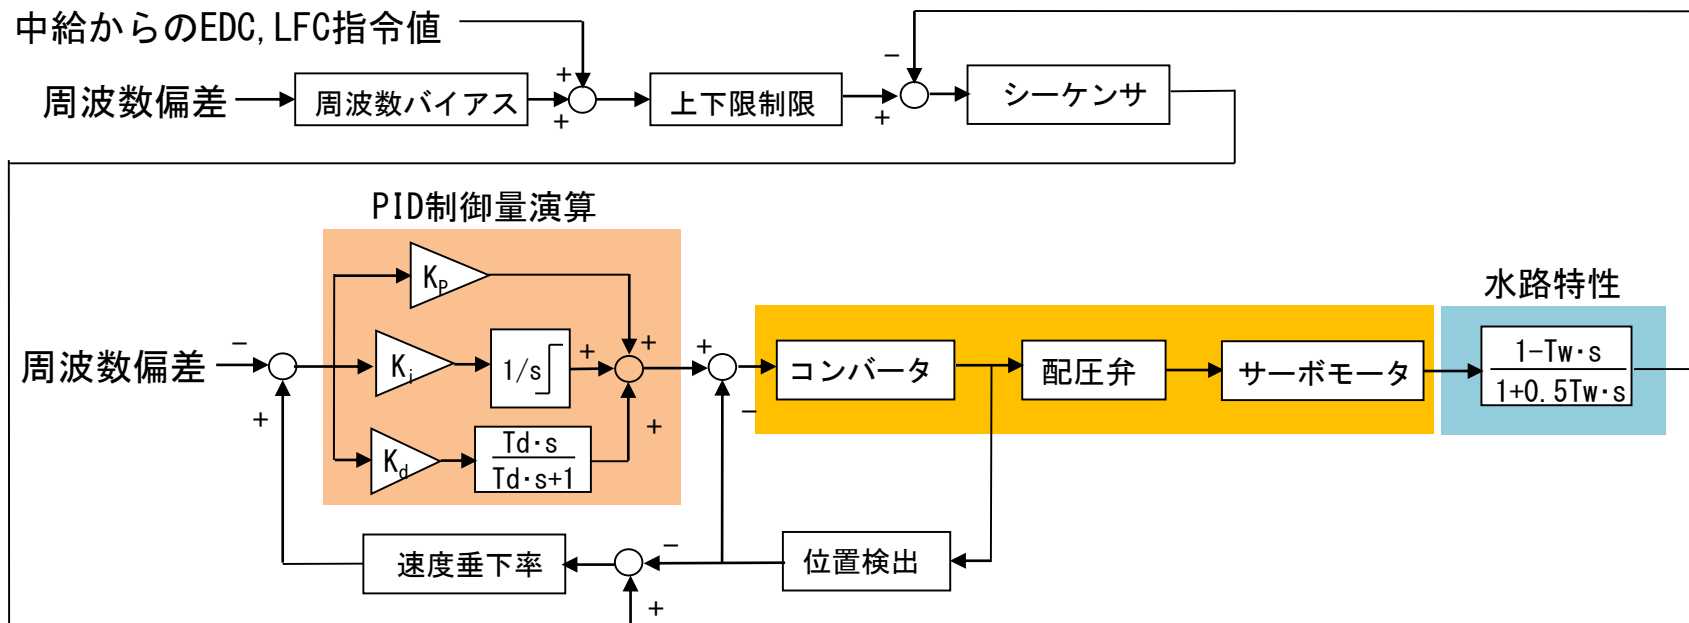 中給からのEDC,LFC指令値
周波数偏差
周波数バイアス
+
+
上下限制限
+
−
シーケンサ
PID制御量演算
周波数偏差
−
+
KP
Ki
1/s
Kd
Td·s
Td·s+1
+
+
+
+
−
コンバータ
配圧弁
サーボモータ
水路特性
1-Tw·s
1+0.5Tw·s
速度垂下率
−
+
位置検出